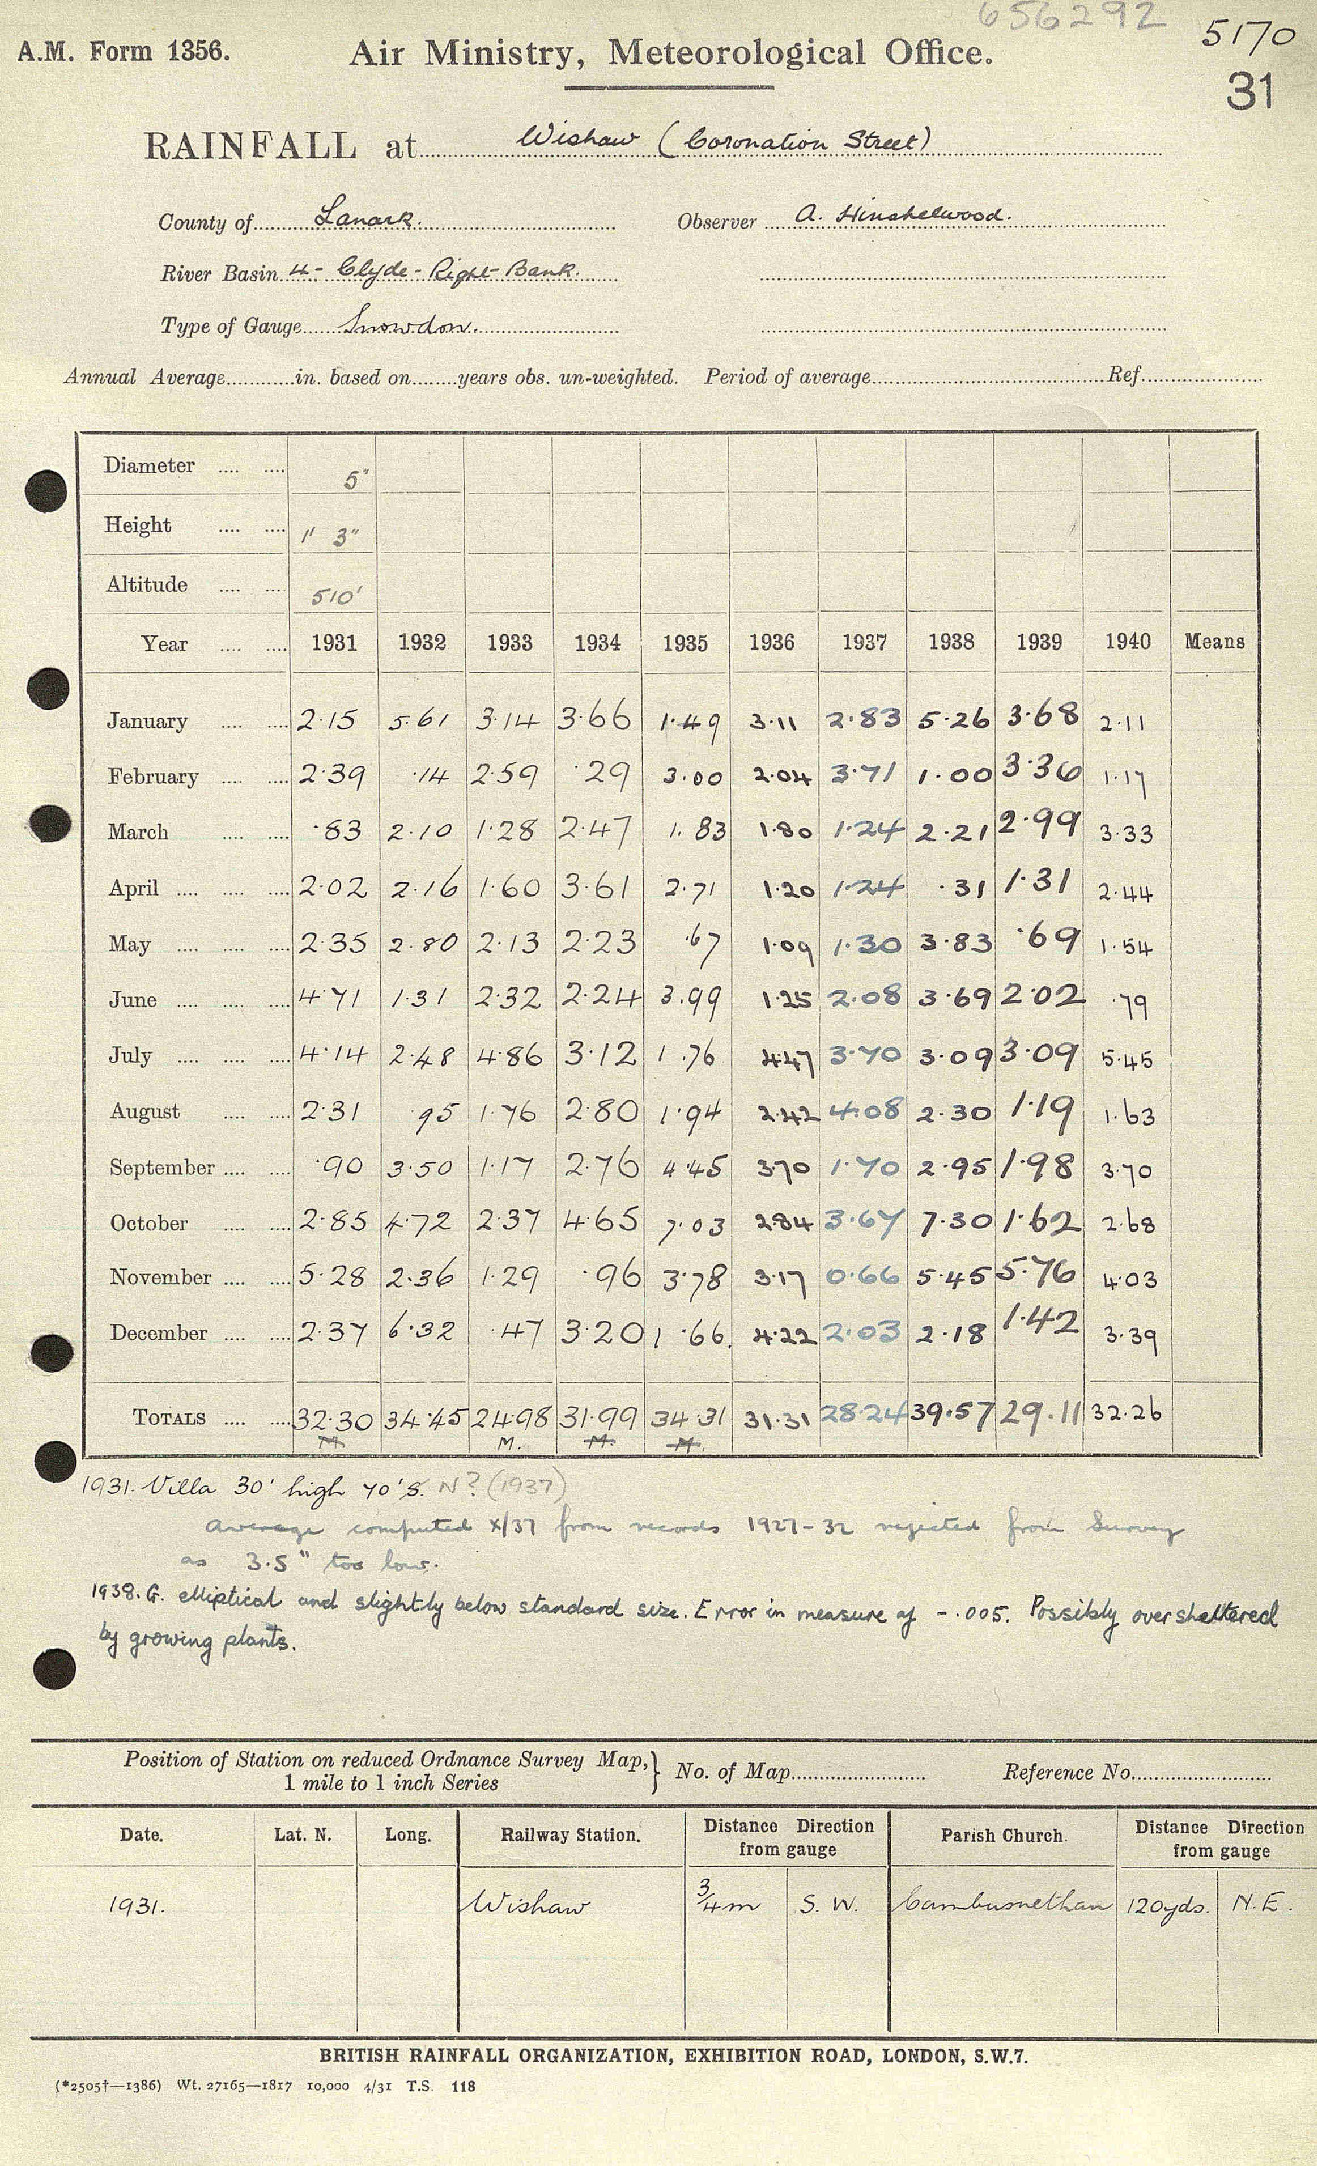 656292
5170
A.M. Form 1356. Air Ministry, Meteorological Office.
31
RAINFALL at Wishaw (Coronation Street)
County of Lanark. Observer A. Hinshelwood.
River Basin 4 - Clyde - Right - Bank.
Type of Gauge Snowdon.
Annual Average in. based on years obs. un-weighted. Period of average Ref.
Diameter 5"
Height 1' 3"
Altitude 510'
Year 1931 1932 1933 1934 1935 1936 1937 1938 1939 1940 Means
January 2.15 5.61 3.14 3.66 1.49 3.11 2.83 5.26 3.68 2.11
February 2.39 .14 2.59 .29 3.00 2.04 3.71 1.00 3.36 1.17
March .83 2.10 1.28 2.47 1.83 1.80 1.24 2.21 2.99 3.33
April 2.02 2.16 1.60 3.61 2.71 1.20 1.24 .31 1.31 2.44
May 2.35 2.80 2.13 2.23 .67 1.09 1.30 3.83 .69 1.54
June 4.71 1.31 2.32 2.24 3.99 1.25 2.08 3.69 2.02 .79
July 4.14 2.48 4.86 3.12 1.76 4.47 3.70 3.09 3.09 5.45
August 2.31 .95 1.76 2.80 1.94 2.42 4.08 2.30 1.19 1.63
September .90 3.50 1.17 2.76 4.45 3.70 1.70 2.95 1.98 3.70
October 2.85 4.72 2.37 4.65 7.03 2.84 3.67 7.30 1.62 2.68
November 5.28 2.36 1.29 .96 3.78 3.17 0.66 5.45 5.76 4.03
December 2.37 6.32 .47 3.20 1.66 4.22 2.03 2.18 1.42 3.39
TOTALS 32.30 34.45 24.98 31.99 34.31 31.31 28.24 39.57 29.11 32.26
M. M. M. M.
1931. Villa 30' high 70' S. N? (1937)
Average computed X/37 from records 1927-32 rejected from Survey
as 3.5" too low.
1938. G. elliptical and slightly below standard size. Error in measure of -.005. Possibly oversheltered
by growing plants.
Position of Station on reduced Ordnance Survey Map, } No. of Map Reference No.
1 mile to 1 inch Series
Date. Lat. N. Long. Railway Station. Distance from gauge Direction Parish Church. Distance from gauge Direction
1931. Wishaw 3/4 m S. W. Cambusnethan 120 yds. N. E.
BRITISH RAINFALL ORGANIZATION, EXHIBITION ROAD, LONDON, S.W.7.
(*2505†—1386) Wt. 27165—1817 10,000 4/31 T.S. 118